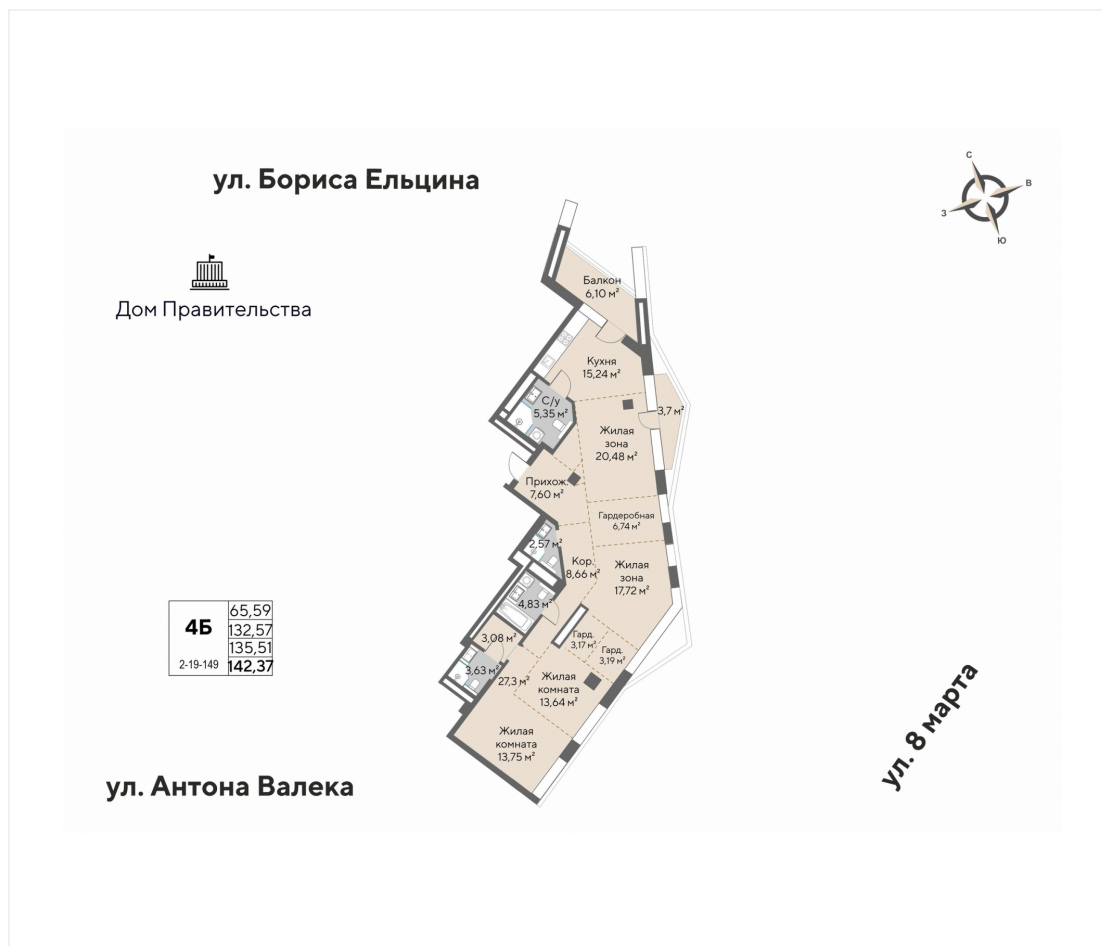 ул. Бориса Ельцина
С
В
З
Ю
Дом Правительства
Балкон
6,10 м²
Кухня
15,24 м²
С/у
5,35 м²
3,7 м²
Жилая
зона
20,48 м²
Прихож.
7,60 м²
Гардеробная
6,74 м²
2,57 м²
Кор.
8,66 м²
Жилая
зона
17,72 м²
4,83 м²
Гард.
3,17 м²
Гард.
3,19 м²
3,08 м²
3,63 м²
27,3 м²
Жилая
комната
13,64 м²
Жилая
комната
13,75 м²
4Б
2-19-149
65,59
132,57
135,51
142,37
ул. 8 марта
ул. Антона Валека